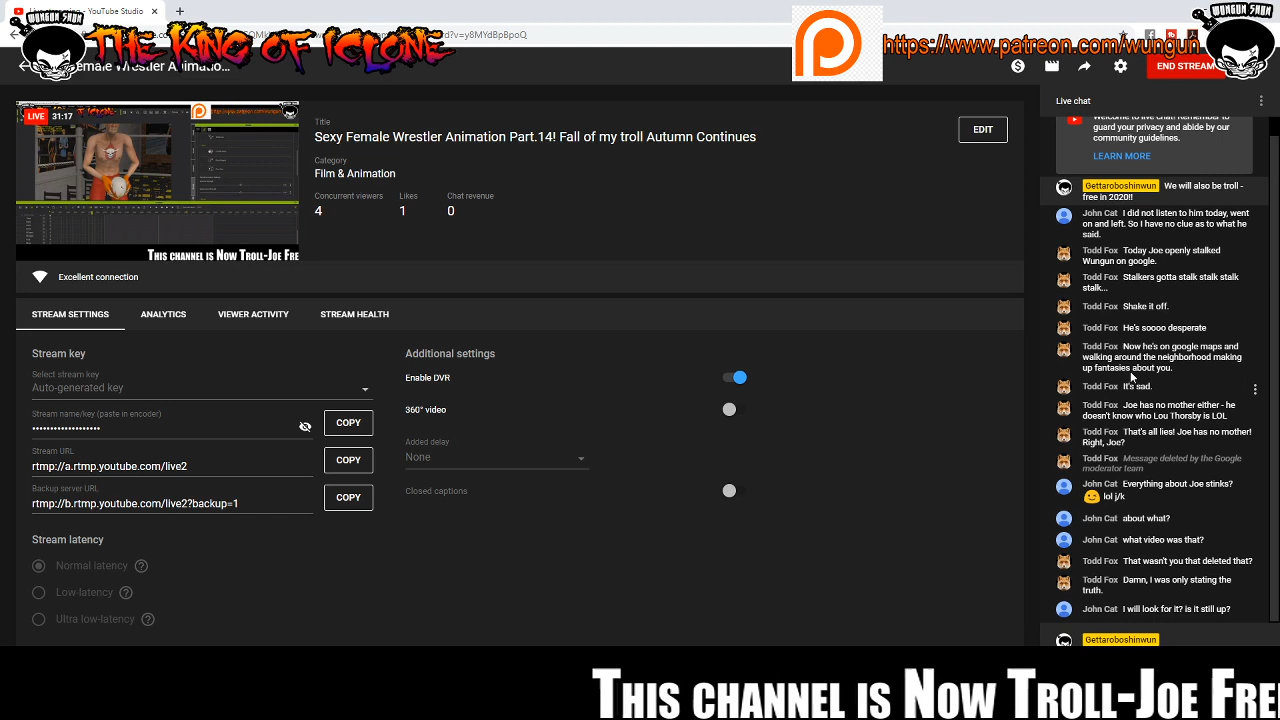 YouTube Studio
The King of iClone
d?v=y8MYdBpBpoQ
https://www.patreon.com/wungun
WUNGUN SHUN
WUNGUN SHUN
emale Wrestler Animatio...
END STREAM
LIVE 31:17
This channel is Now Troll-Joe Fre
Title
Sexy Female Wrestler Animation Part.14! Fall of my troll Autumn Continues
Category
Film & Animation
Concurrent viewers
4
Likes
1
Chat revenue
0
EDIT
Excellent connection
STREAM SETTINGS
ANALYTICS
VIEWER ACTIVITY
STREAM HEALTH
Stream key
Select stream key
Auto-generated key
Stream name/key (paste in encoder)
••••••••••••••••••••
COPY
Stream URL
rtmp://a.rtmp.youtube.com/live2
COPY
Backup server URL
rtmp://b.rtmp.youtube.com/live2?backup=1
COPY
Stream latency
Normal latency
Low-latency
Ultra low-latency
Additional settings
Enable DVR
360° video
Added delay
None
Closed captions
Live chat
Welcome to live chat! Remember to
guard your privacy and abide by our
community guidelines.
LEARN MORE
Gettaroboshinwun We will also be troll -
free in 2020!!
John Cat I did not listen to him today, went
on and left. So I have no clue as to what he
said.
Todd Fox Today Joe openly stalked
Wungun on google.
Todd Fox Stalkers gotta stalk stalk stalk
stalk...
Todd Fox Shake it off.
Todd Fox He's soooo desperate
Todd Fox Now he's on google maps and
walking around the neighborhood making
up fantasies about you.
Todd Fox It's sad.
Todd Fox Joe has no mother either - he
doesn't know who Lou Thorsby is LOL
Todd Fox That's all lies! Joe has no mother!
Right, Joe?
Todd Fox Message deleted by the Google
moderator team
John Cat Everything about Joe stinks?
lol j/k
John Cat about what?
John Cat what video was that?
Todd Fox That wasn't you that deleted that?
Todd Fox Damn, I was only stating the
truth.
John Cat I will look for it? is it still up?
Gettaroboshinwun
This channel is Now Troll-Joe Fre